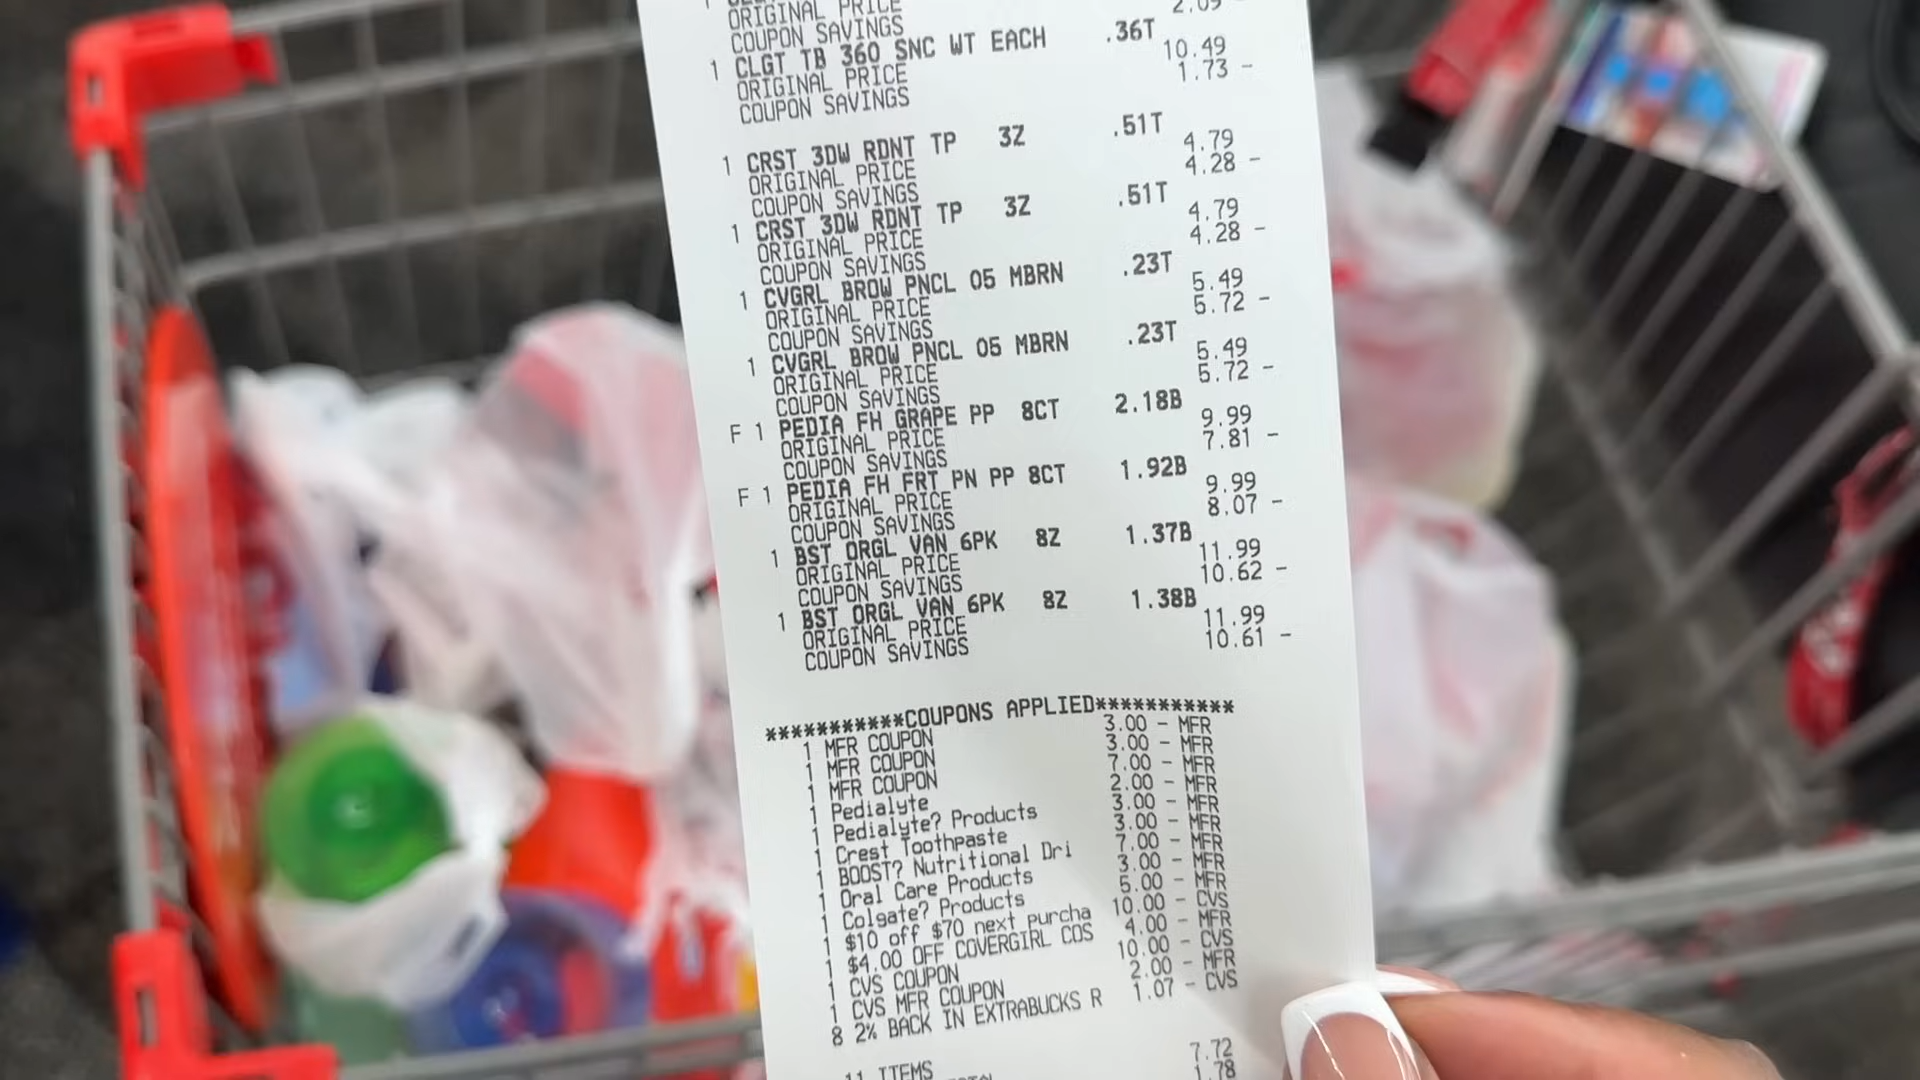 ORIGINAL PRICE 2.09 -
COUPON SAVINGS
1 CLGT TB 360 SNC WT EACH .36T
ORIGINAL PRICE 10.49
COUPON SAVINGS 1.73 -
1 CRST 3DW RDNT TP 3Z .51T
ORIGINAL PRICE 4.79
COUPON SAVINGS 4.28 -
1 CRST 3DW RDNT TP 3Z .51T
ORIGINAL PRICE 4.79
COUPON SAVINGS 4.28 -
1 CVGRL BROW PNCL 05 MBRN .23T
ORIGINAL PRICE 5.49
COUPON SAVINGS 5.72 -
1 CVGRL BROW PNCL 05 MBRN .23T
ORIGINAL PRICE 5.49
COUPON SAVINGS 5.72 -
F 1 PEDIA FH GRAPE PP 8CT 2.18B
ORIGINAL PRICE 9.99
COUPON SAVINGS 7.81 -
F 1 PEDIA FH FRT PN PP 8CT 1.92B
ORIGINAL PRICE 9.99
COUPON SAVINGS 8.07 -
1 BST ORGL VAN 6PK 8Z 1.37B
ORIGINAL PRICE 11.99
COUPON SAVINGS 10.62 -
1 BST ORGL VAN 6PK 8Z 1.38B
ORIGINAL PRICE 11.99
COUPON SAVINGS 10.61 -
***********COUPONS APPLIED***********
1 MFR COUPON 3.00 - MFR
1 MFR COUPON 3.00 - MFR
1 MFR COUPON 7.00 - MFR
1 Pedialyte 2.00 - MFR
1 Pedialyte? Products 3.00 - MFR
1 Crest Toothpaste 3.00 - MFR
1 BOOST? Nutritional Dri 7.00 - MFR
1 Oral Care Products 3.00 - MFR
1 Colgate? Products 5.00 - MFR
1 $10 off $70 next purcha 10.00 - CVS
1 $4.00 OFF COVERGIRL COS 4.00 - MFR
1 CVS COUPON 10.00 - CVS
1 CVS MFR COUPON 2.00 - MFR
8 2% BACK IN EXTRABUCKS R 1.07 - CVS
11 ITEMS
7.72
1.78